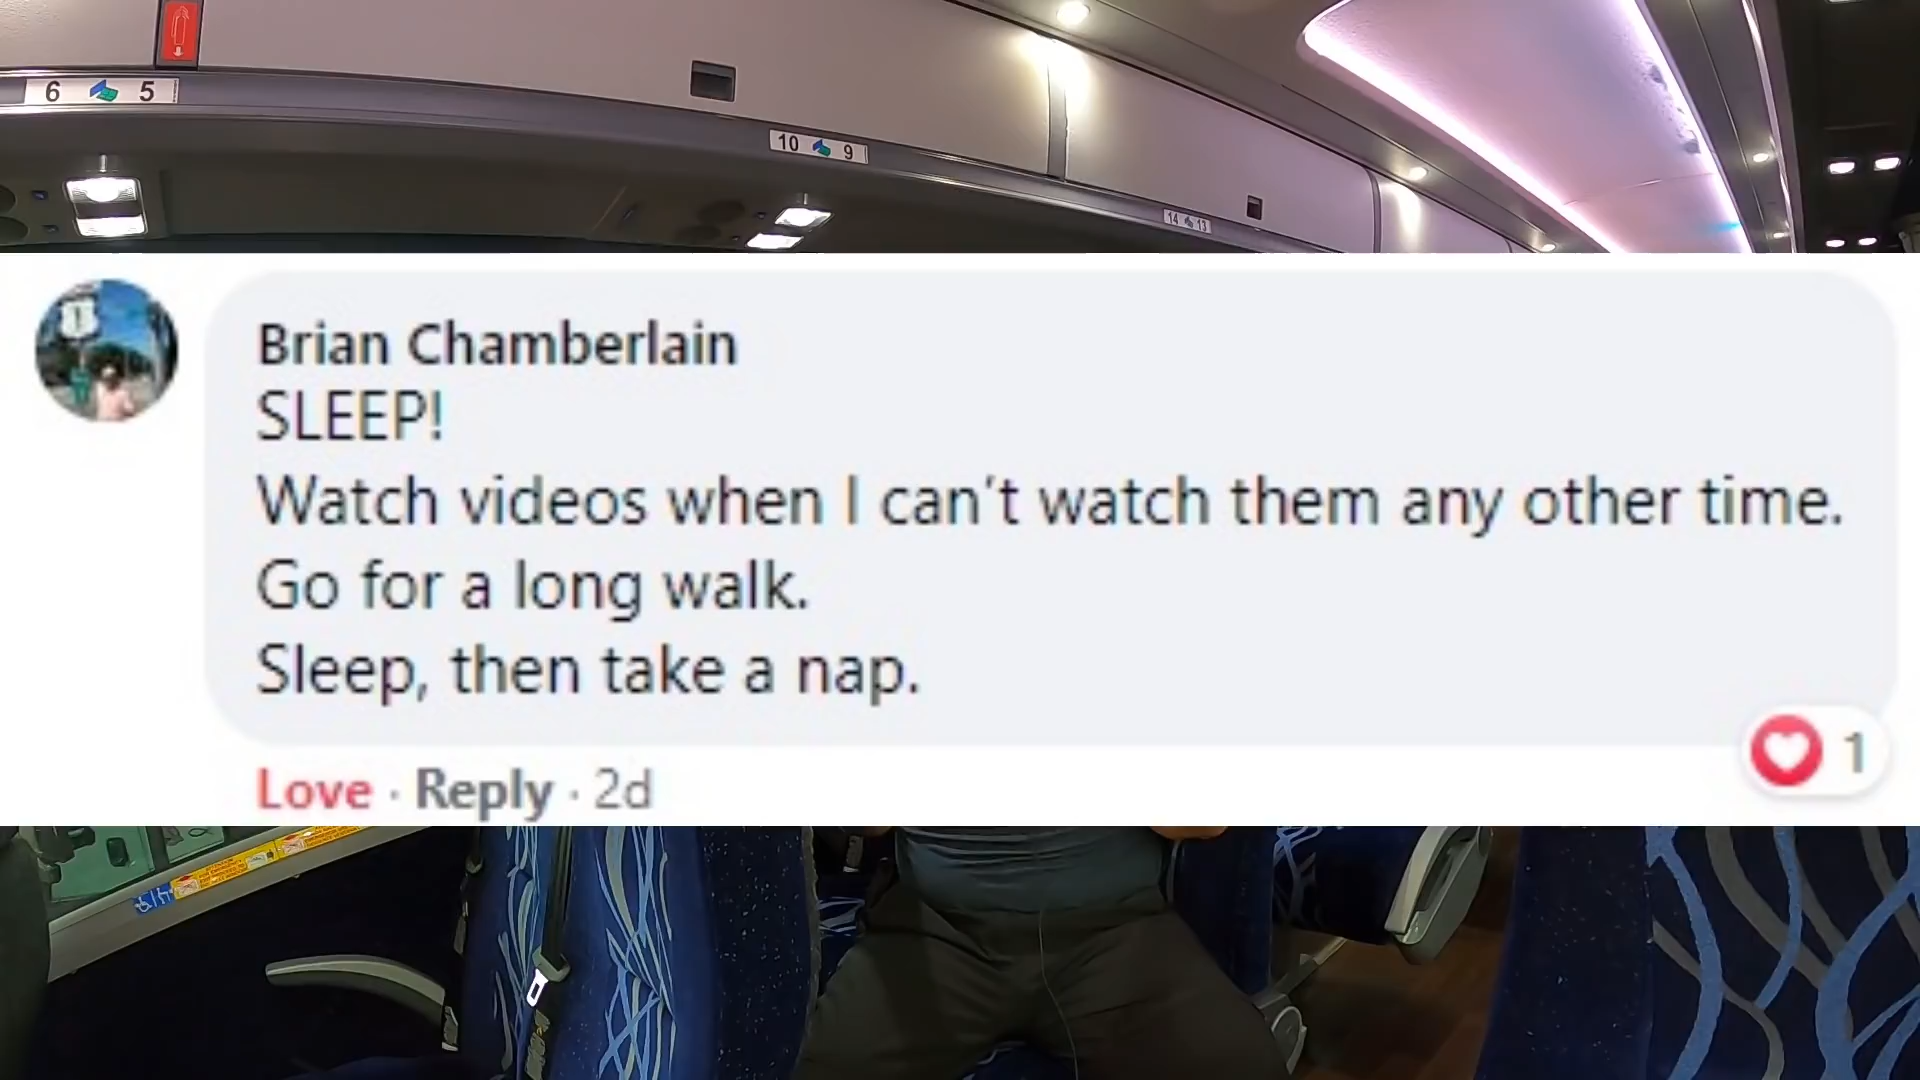 6 5
10 9
14 13
Brian Chamberlain
SLEEP!
Watch videos when I can't watch them any other time.
Go for a long walk.
Sleep, then take a nap.
1
Love · Reply · 2d